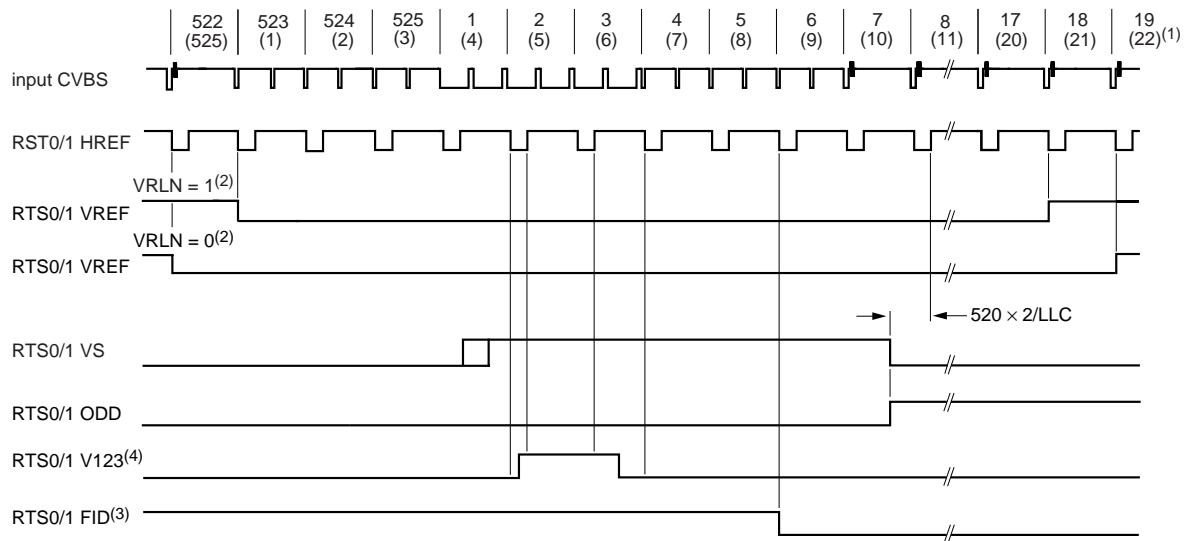 522 523 524 525 1 2 3 4 5 6 7 8 17 18 19
(525) (1) (2) (3) (4) (5) (6) (7) (8) (9) (10) (11) (20) (21) (22)(1)
input CVBS
RST0/1 HREF
VRLN = 1(2)
RTS0/1 VREF
VRLN = 0(2)
RTS0/1 VREF
520 × 2/LLC
RTS0/1 VS
RTS0/1 ODD
RTS0/1 V123(4)
RTS0/1 FID(3)